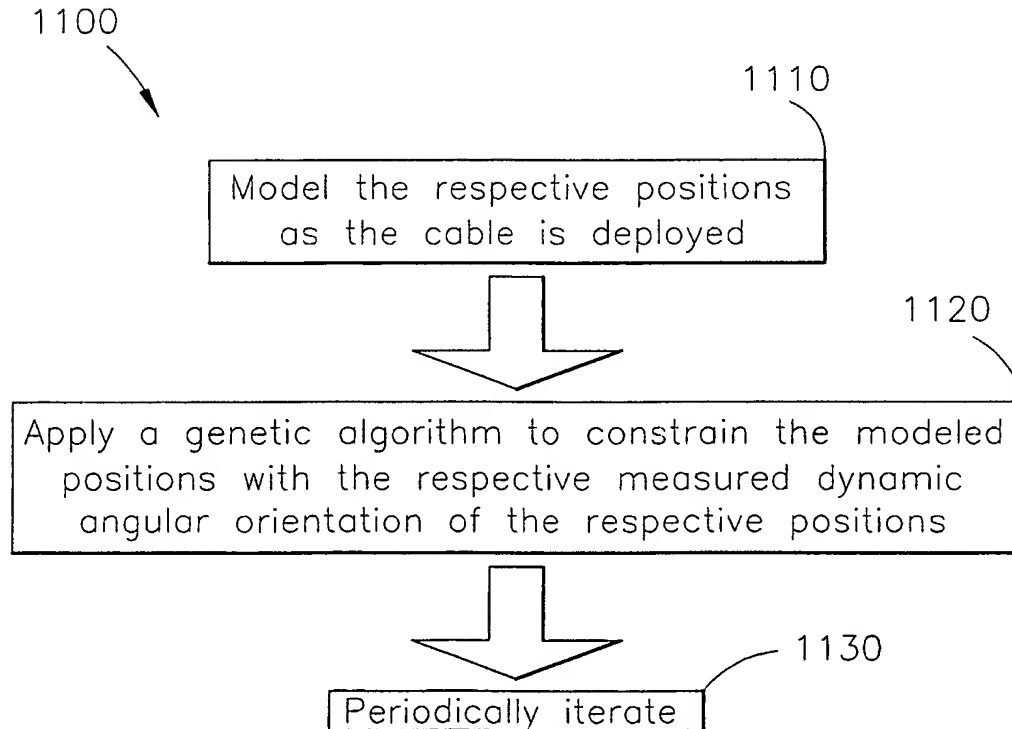 1100
1110
Model the respective positions
as the cable is deployed
1120
Apply a genetic algorithm to constrain the modeled
positions with the respective measured dynamic
angular orientation of the respective positions
1130
Periodically iterate